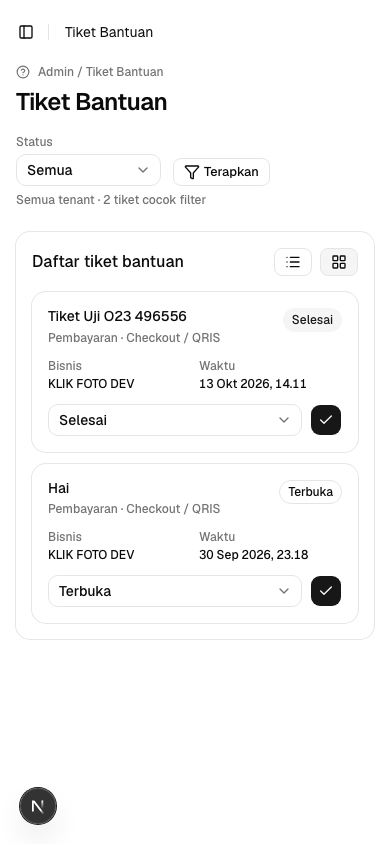 Tiket Bantuan
Admin / Tiket Bantuan
Tiket Bantuan
Status
Semua
Terapkan
Semua tenant · 2 tiket cocok filter
Daftar tiket bantuan
Tiket Uji O23 496556
Selesai
Pembayaran · Checkout / QRIS
Bisnis Waktu
KLIK FOTO DEV 13 Okt 2026, 14.11
Selesai
Hai
Terbuka
Pembayaran · Checkout / QRIS
Bisnis Waktu
KLIK FOTO DEV 30 Sep 2026, 23.18
Terbuka
N